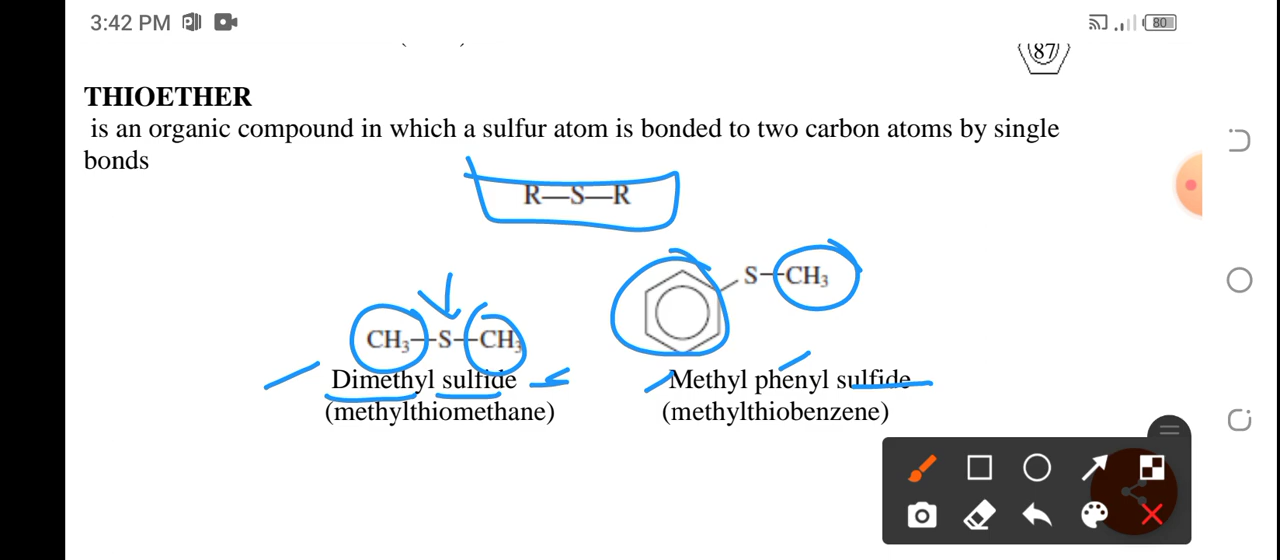 3:42 PM
80
87
THIOETHER
is an organic compound in which a sulfur atom is bonded to two carbon atoms by single
bonds
R—S—R
S—CH₃
CH₃—S—CH₃
Dimethyl sulfide
(methylthiomethane)
Methyl phenyl sulfide
(methylthiobenzene)